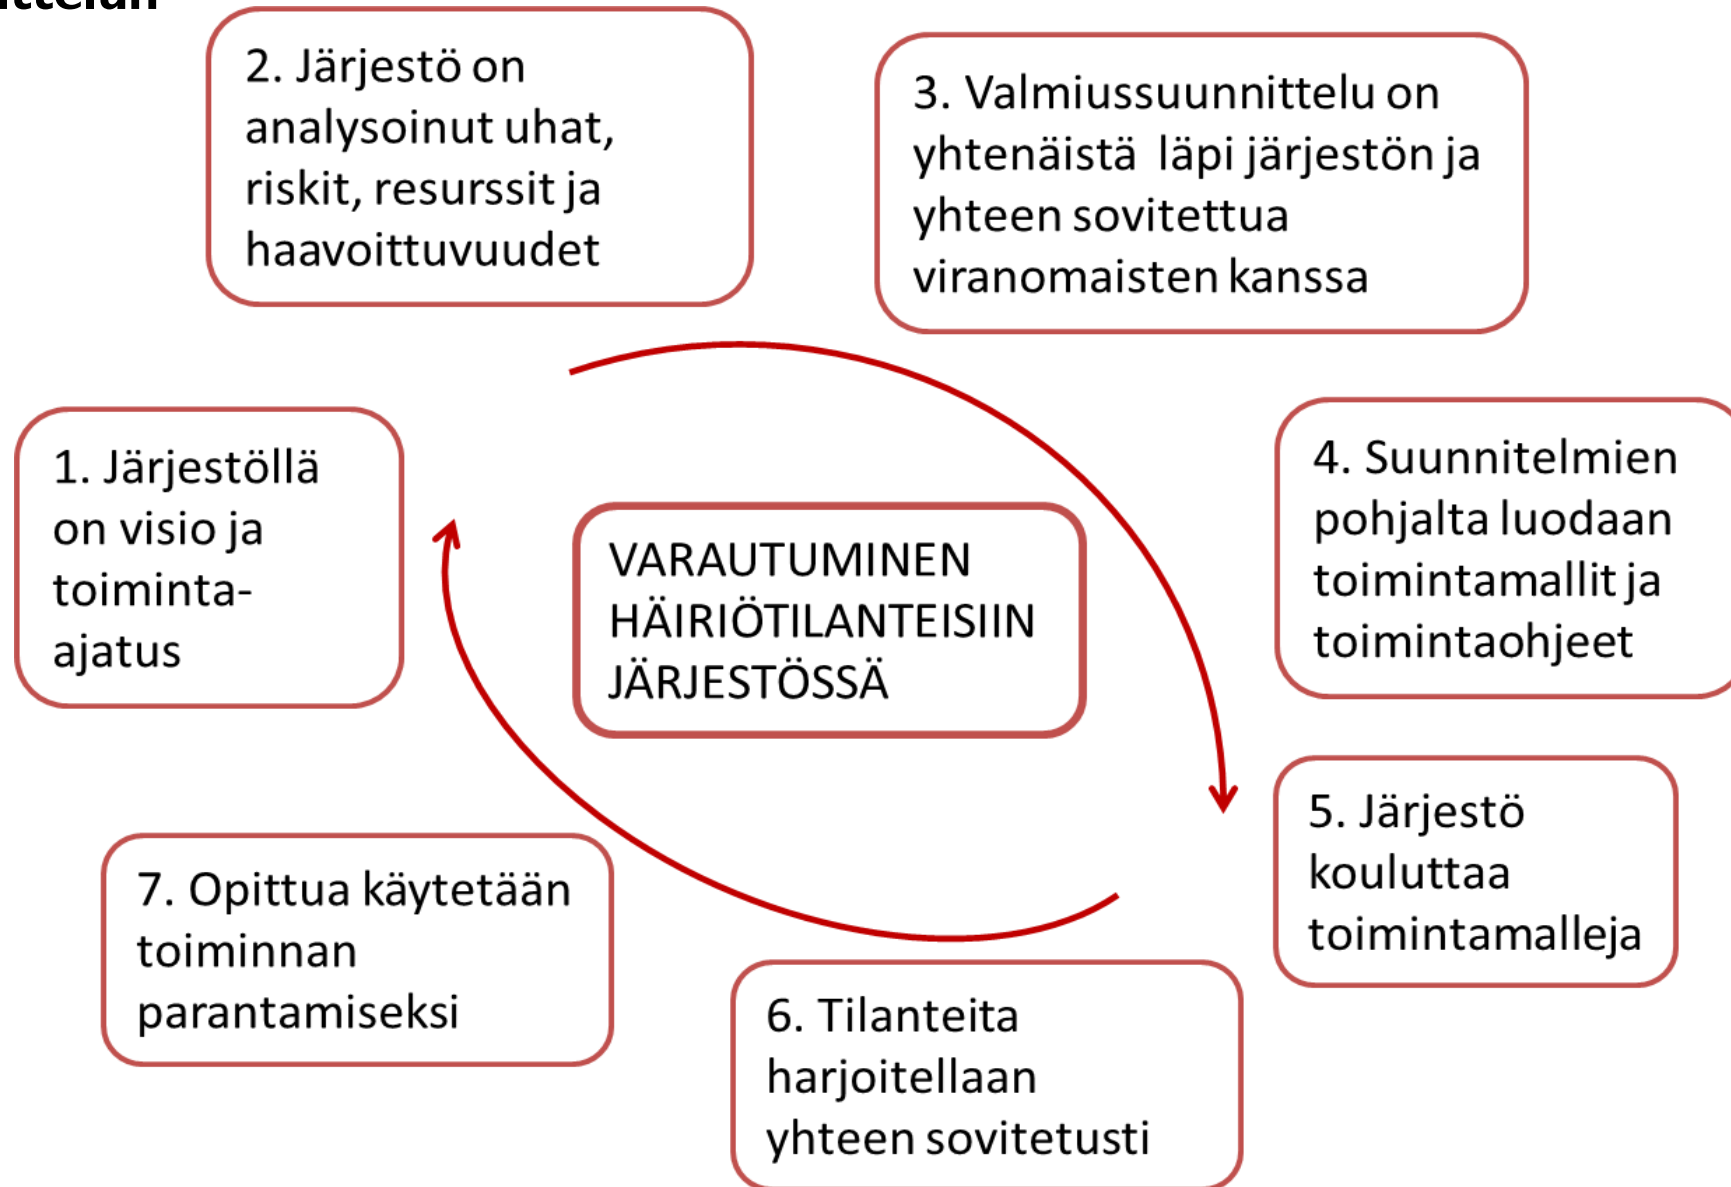 2. Järjestö on
analysoinut uhat,
riskit, resurssit ja
haavoittuvuudet
3. Valmiussuunnittelu on
yhtenäistä läpi järjestön ja
yhteen sovitettua
viranomaisten kanssa
1. Järjestöllä
on visio ja
toiminta-
ajatus
VARAUTUMINEN
HÄIRIÖTILANTEISIIN
JÄRJESTÖSSÄ
4. Suunnitelmien
pohjalta luodaan
toimintamallit ja
toimintaohjeet
5. Järjestö
kouluttaa
toimintamalleja
7. Opittua käytetään
toiminnan
parantamiseksi
6. Tilanteita
harjoitellaan
yhteen sovitetusti